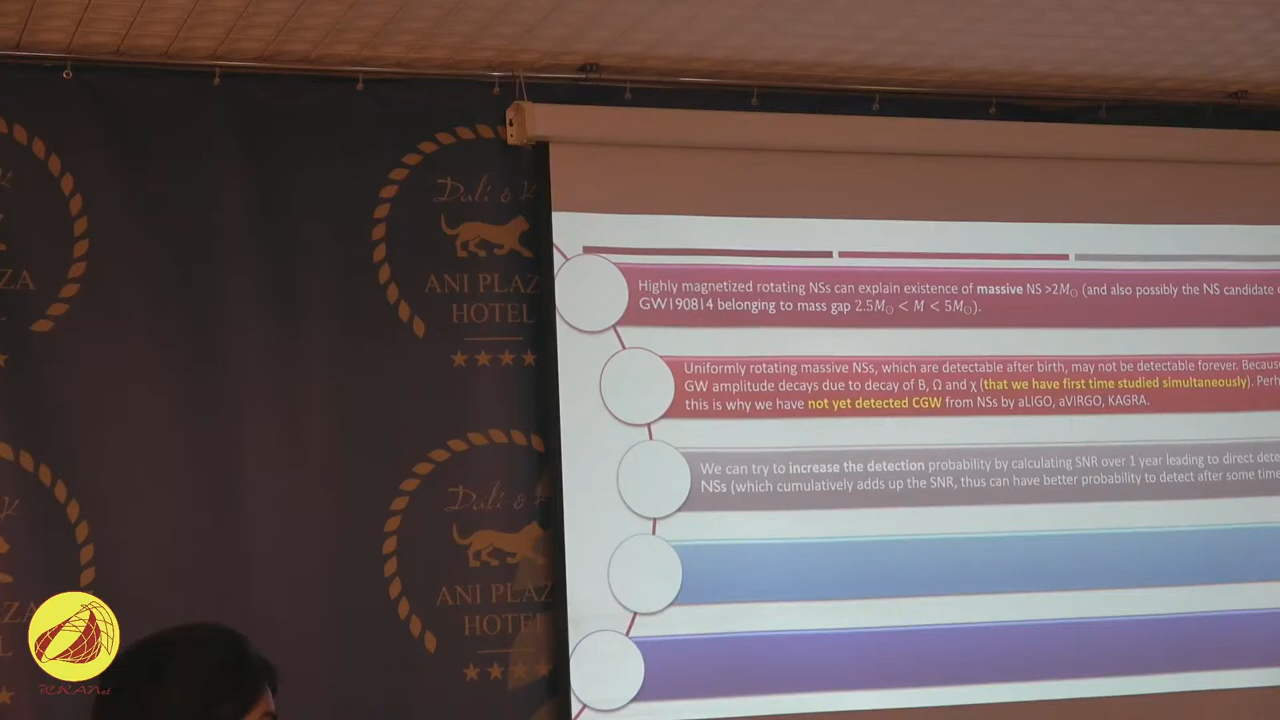 Duli &
ANI PLAZ
HOTEL
ZA
Highly magnetized rotating NSs can explain existence of massive NS >2M☉ (and also possibly the NS candidate
GW190814 belonging to mass gap 2.5M☉ < M < 5M☉).
Uniformly rotating massive NSs, which are detectable after birth, may not be detectable forever. Becaus
GW amplitude decays due to decay of B, Ω and χ (that we have first time studied simultaneously). Perh
this is why we have not yet detected CGW from NSs by aLIGO, aVIRGO, KAGRA.
We can try to increase the detection probability by calculating SNR over 1 year leading to direct dete
NSs (which cumulatively adds up the SNR, thus can have better probability to detect after some time
Duli &
ANI PLAZ
HOTEL
ICRANet